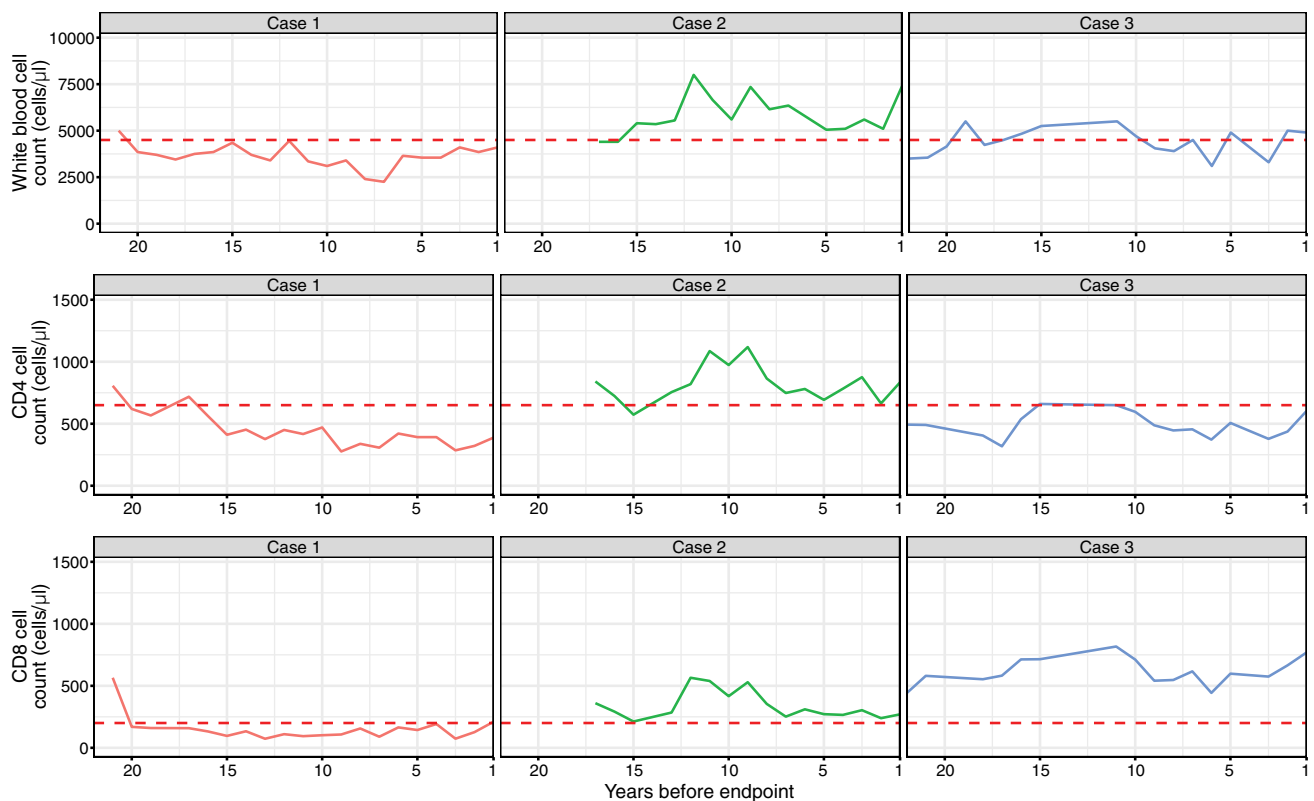 Case 1 Case 2 Case 3
White blood cell
count (cells/µl)
10000
7500
5000
2500
0
20 15 10 5 1 20 15 10 5 1 20 15 10 5 1
Case 1 Case 2 Case 3
CD4 cell
count (cells/µl)
1500
1000
500
0
20 15 10 5 1 20 15 10 5 1 20 15 10 5 1
Case 1 Case 2 Case 3
CD8 cell
count (cells/µl)
1500
1000
500
0
20 15 10 5 1 20 15 10 5 1 20 15 10 5 1
Years before endpoint